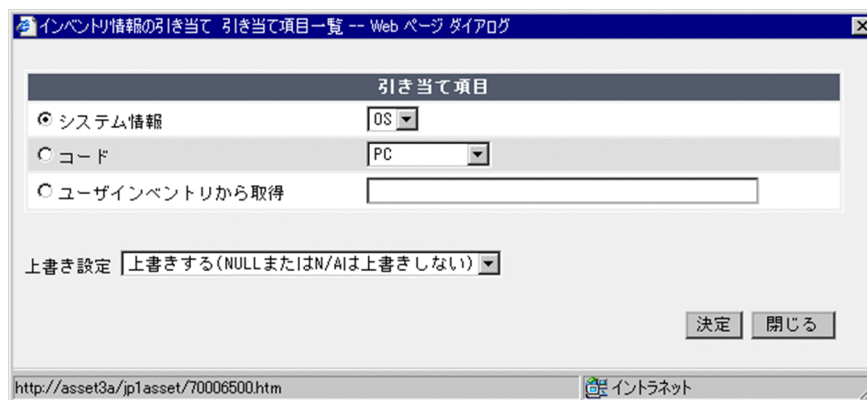 インベントリ情報の引き当て 引き当て項目一覧 -- Web ページ ダイアログ
引き当て項目
システム情報 OS
コード PC
ユーザインベントリから取得
上書き設定 上書きする(NULLまたはN/Aは上書きしない)
決定 閉じる
http://asset3a/jp1asset/70006500.htm イントラネット